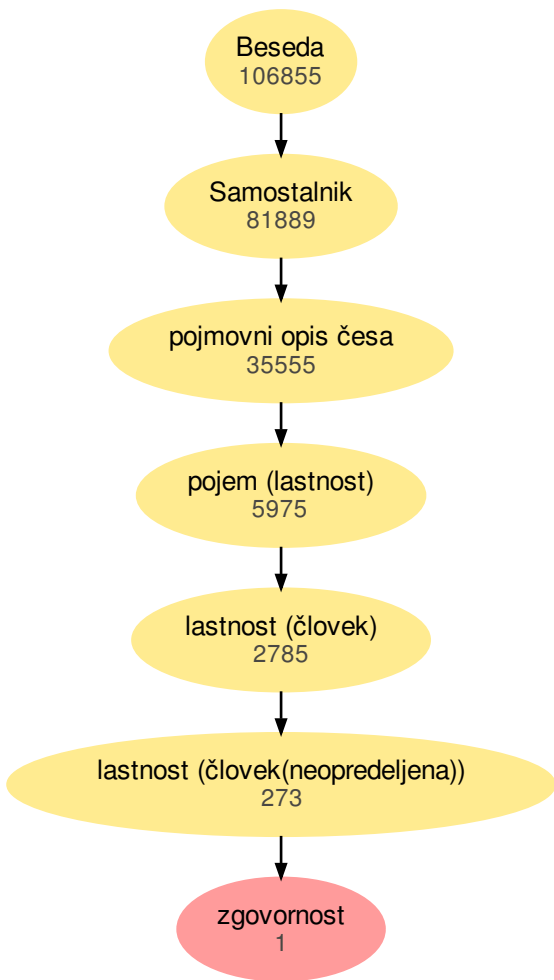 Beseda
106855
Samostalnik
81889
pojmovni opis česa
35555
pojem (lastnost)
5975
lastnost (človek)
2785
lastnost (človek(neopredeljena))
273
zgovornost
1